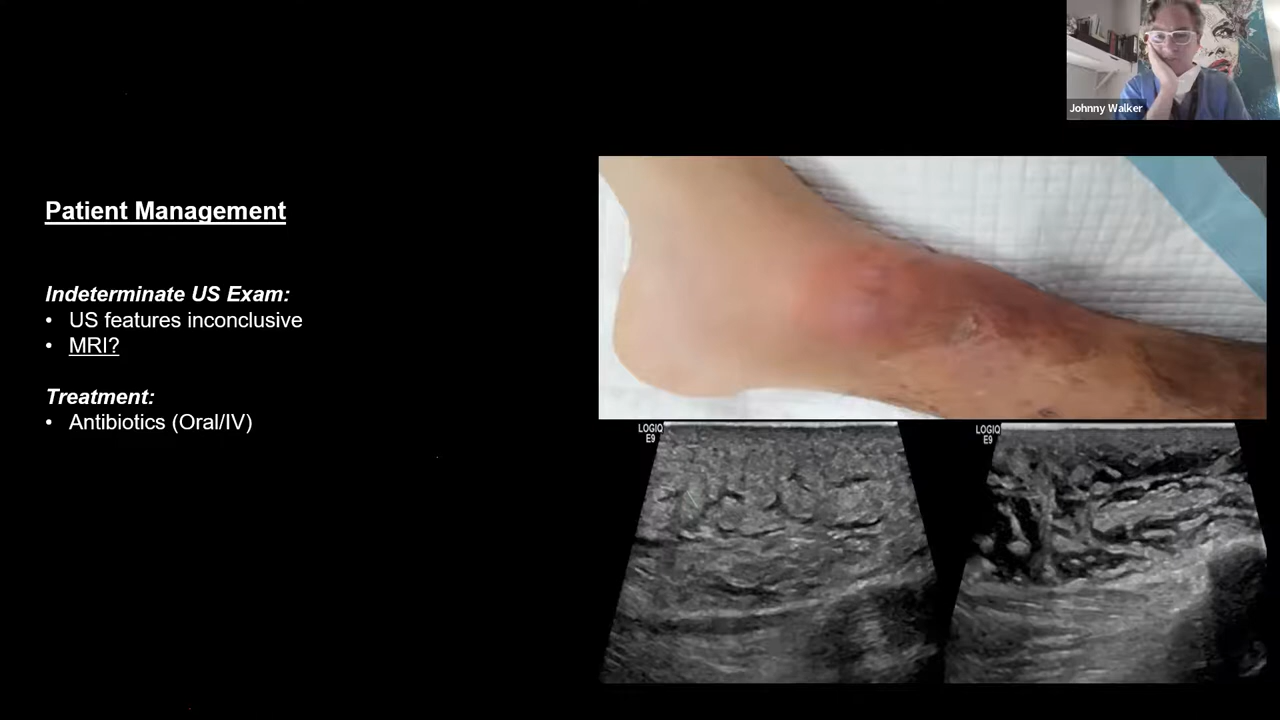 Johnny Walker
Patient Management
Indeterminate US Exam:
• US features inconclusive
• MRI?
Treatment:
• Antibiotics (Oral/IV)
LOGIQ
E9
LOGIQ
E9